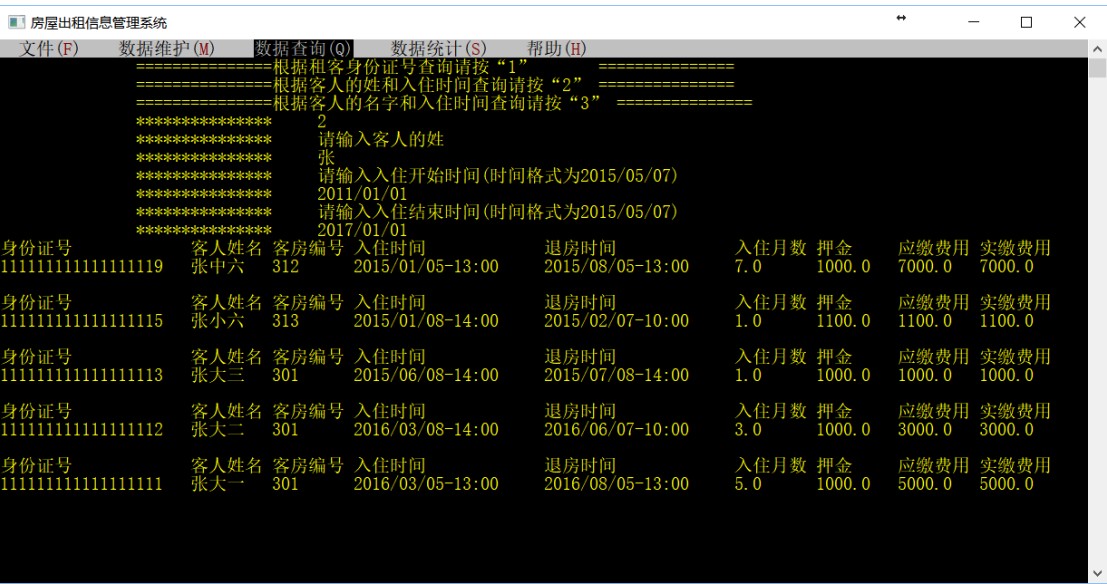 房屋出租信息管理系统
文件(F) 数据维护(M) 数据查询(Q) 数据统计(S) 帮助(H)
===============根据租客身份证号查询请按“1” ===============
===============根据客人的姓和入住时间查询请按“2” ===============
===============根据客人的名字和入住时间查询请按“3” ===============
*************** 2
*************** 请输入客人的姓
*************** 张
*************** 请输入入住开始时间(时间格式为2015/05/07)
*************** 2011/01/01
*************** 请输入入住结束时间(时间格式为2015/05/07)
*************** 2017/01/01
身份证号 客人姓名 客房编号 入住时间 退房时间 入住月数 押金 应缴费用 实缴费用
111111111111111119 张中六 312 2015/01/05-13:00 2015/08/05-13:00 7.0 1000.0 7000.0 7000.0
身份证号 客人姓名 客房编号 入住时间 退房时间 入住月数 押金 应缴费用 实缴费用
111111111111111115 张小六 313 2015/01/08-14:00 2015/02/07-10:00 1.0 1100.0 1100.0 1100.0
身份证号 客人姓名 客房编号 入住时间 退房时间 入住月数 押金 应缴费用 实缴费用
111111111111111113 张大三 301 2015/06/08-14:00 2015/07/08-14:00 1.0 1000.0 1000.0 1000.0
身份证号 客人姓名 客房编号 入住时间 退房时间 入住月数 押金 应缴费用 实缴费用
111111111111111112 张大二 301 2016/03/08-14:00 2016/06/07-10:00 3.0 1000.0 3000.0 3000.0
身份证号 客人姓名 客房编号 入住时间 退房时间 入住月数 押金 应缴费用 实缴费用
111111111111111111 张大一 301 2016/03/05-13:00 2016/08/05-13:00 5.0 1000.0 5000.0 5000.0